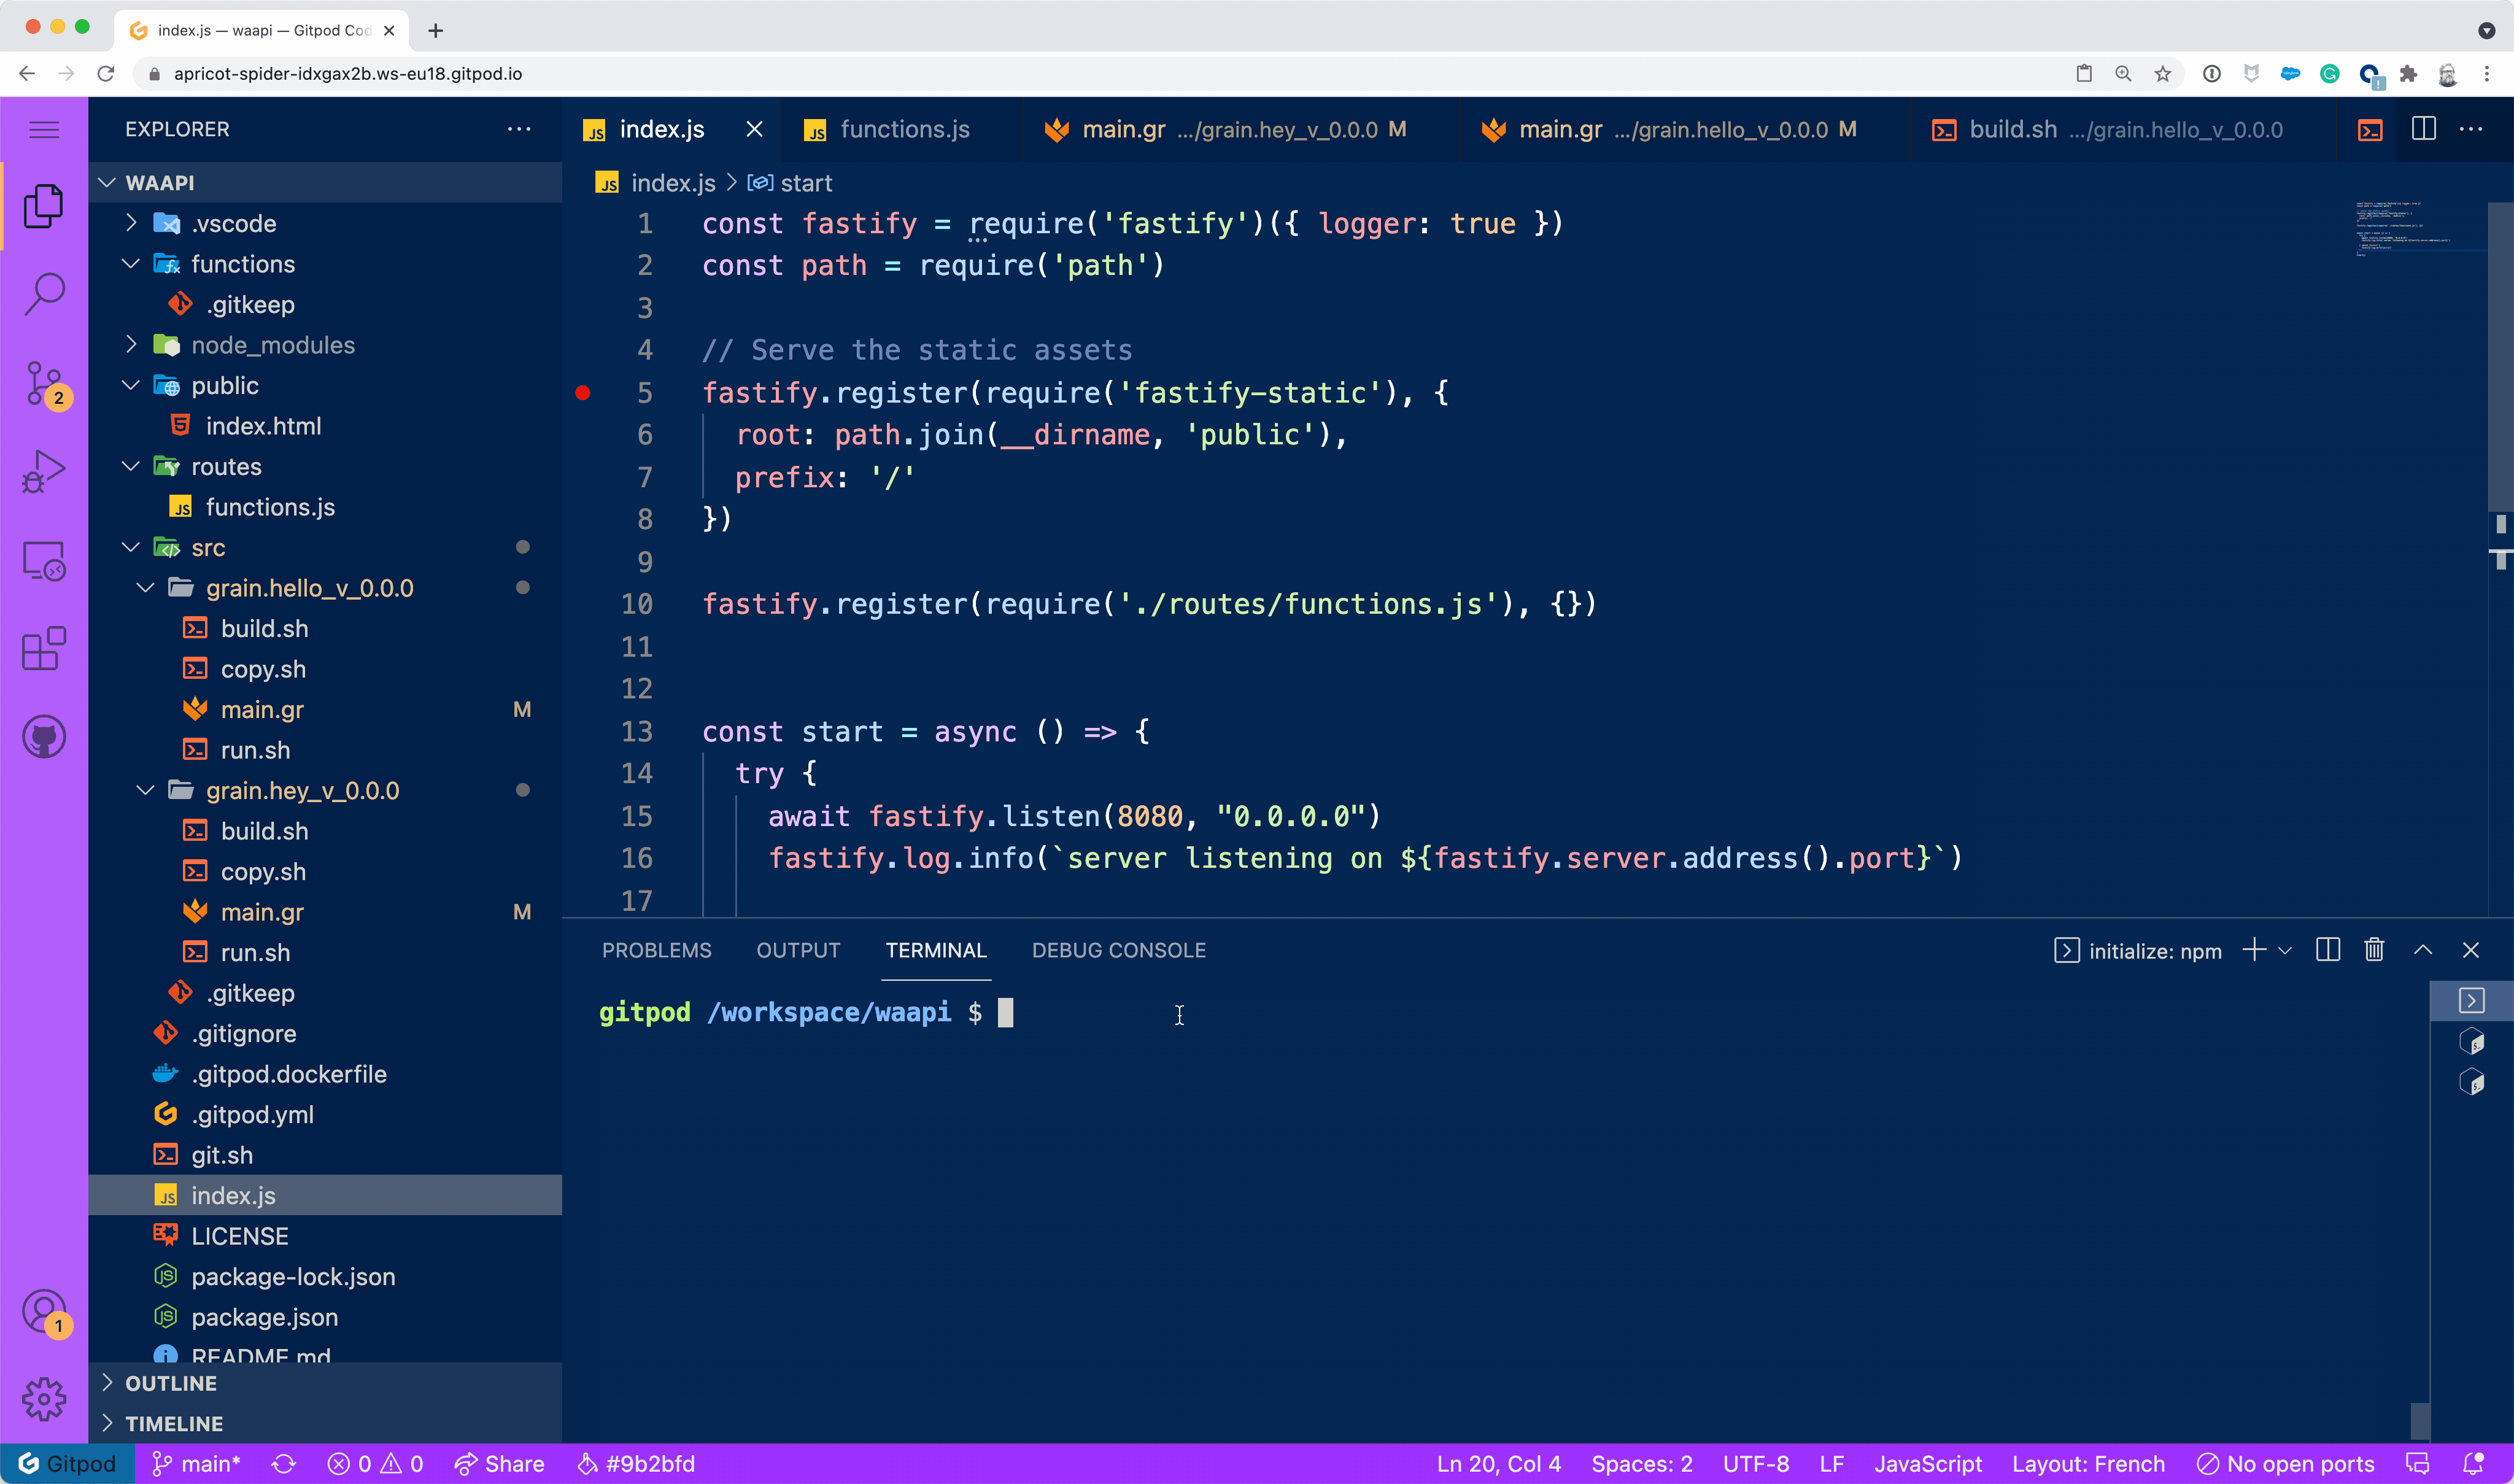 index.js — waapi — Gitpod Cod
apricot-spider-idxgax2b.ws-eu18.gitpod.io
EXPLORER
WAAPI
.vscode
functions
.gitkeep
node_modules
public
index.html
routes
functions.js
src
grain.hello_v_0.0.0
build.sh
copy.sh
main.gr M
run.sh
grain.hey_v_0.0.0
build.sh
copy.sh
main.gr M
run.sh
.gitkeep
.gitignore
.gitpod.dockerfile
.gitpod.yml
git.sh
index.js
LICENSE
package-lock.json
package.json
README.md
OUTLINE
TIMELINE
2
1
index.js functions.js main.gr .../grain.hey_v_0.0.0 M main.gr .../grain.hello_v_0.0.0 M build.sh .../grain.hello_v_0.0.0
index.js > start
1 const fastify = require('fastify')({ logger: true })
2 const path = require('path')
3
4 // Serve the static assets
5 fastify.register(require('fastify-static'), {
6 root: path.join(__dirname, 'public'),
7 prefix: '/'
8 })
9
10 fastify.register(require('./routes/functions.js'), {})
11
12
13 const start = async () => {
14 try {
15 await fastify.listen(8080, "0.0.0.0")
16 fastify.log.info(`server listening on ${fastify.server.address().port}`)
17
PROBLEMS OUTPUT TERMINAL DEBUG CONSOLE initialize: npm
gitpod /workspace/waapi $
Gitpod main* 0 0 Share #9b2bfd Ln 20, Col 4 Spaces: 2 UTF-8 LF JavaScript Layout: French No open ports